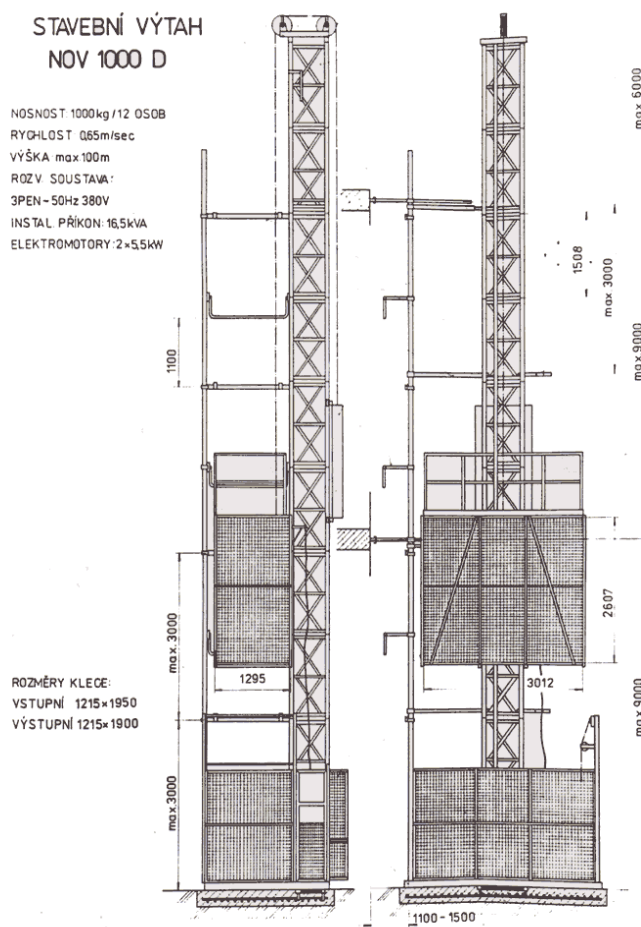 STAVEBNÍ VÝTAH
NOV 1000 D
NOSNOST: 1000kg/12 OSOB
RYCHLOST 0,65m/sec
VÝŠKA max.100m
ROZV. SOUSTAVA:
3PEN~50Hz 380V
INSTAL. PŘÍKON: 16,5kVA
ELEKTROMOTORY: 2×5,5kW
max 6000
1508
max 3000
1100
max 9000
2607
max. 3000
1295
3012
ROZMĚRY KLECE:
VSTUPNÍ 1215×1950
VÝSTUPNÍ 1215×1900
max 9000
max.3000
1100-1500